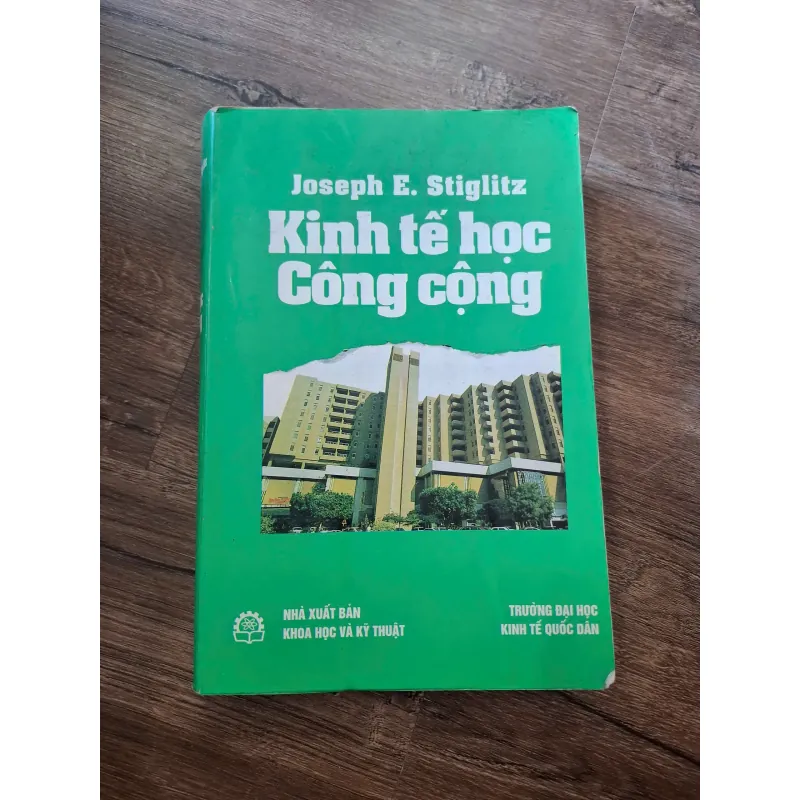 Joseph E. Stiglitz
Kinh tế học
Công cộng
NHÀ XUẤT BẢN
KHOA HỌC VÀ KỸ THUẬT
TRƯỜNG ĐẠI HỌC
KINH TẾ QUỐC DÂN